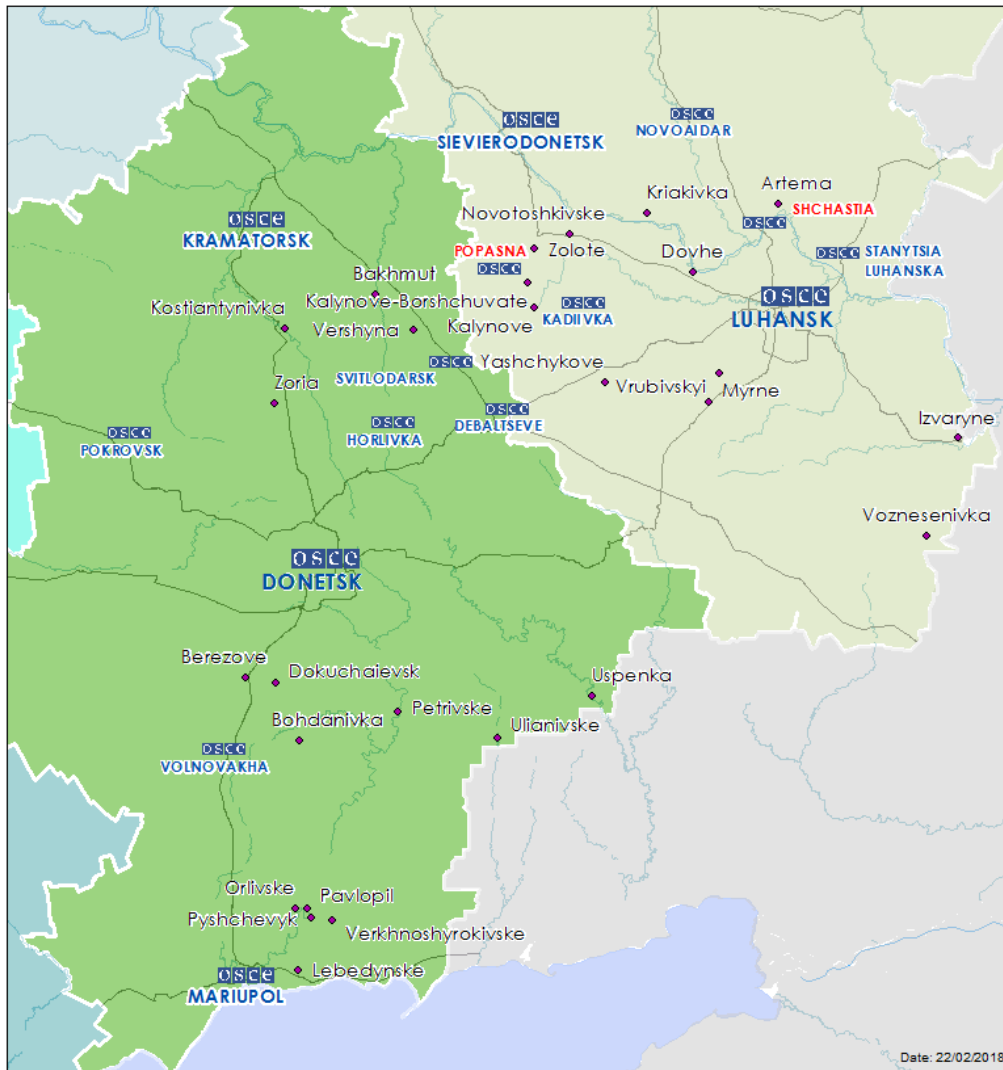 osce
SIEVIERODONETSK
osce
NOVOAIDAR
Kriakivka
Artema
SHCHASTIA
osce
osce
KRAMATORSK
Novotoshkivske
POPASNA
Zolote
osce
Dovhe
osce
STANYTSIA
LUHANSKA
Bakhmut
Kostiantynivka
Kalynove-Borshchuvate
osce
KADIIVKA
osce
LUHANSK
Vershyna
Kalynove
osce
SVITLODARSK
Yashchykove
Zoria
Vrubivskyi
Myrne
osce
POKROVSK
osce
HORLIVKA
osce
DEBALTSEVE
Izvaryne
Voznesenivka
osce
DONETSK
Berezove
Dokuchaievsk
Uspenka
Petrivske
Bohdanivka
Ulianivske
osce
VOLNOVAKHA
Orlivske
Pavlopil
Pyshchevyk
Verkhnoshyrokivske
osce
MARIUPOL
Lebedynske
Date: 22/02/2018